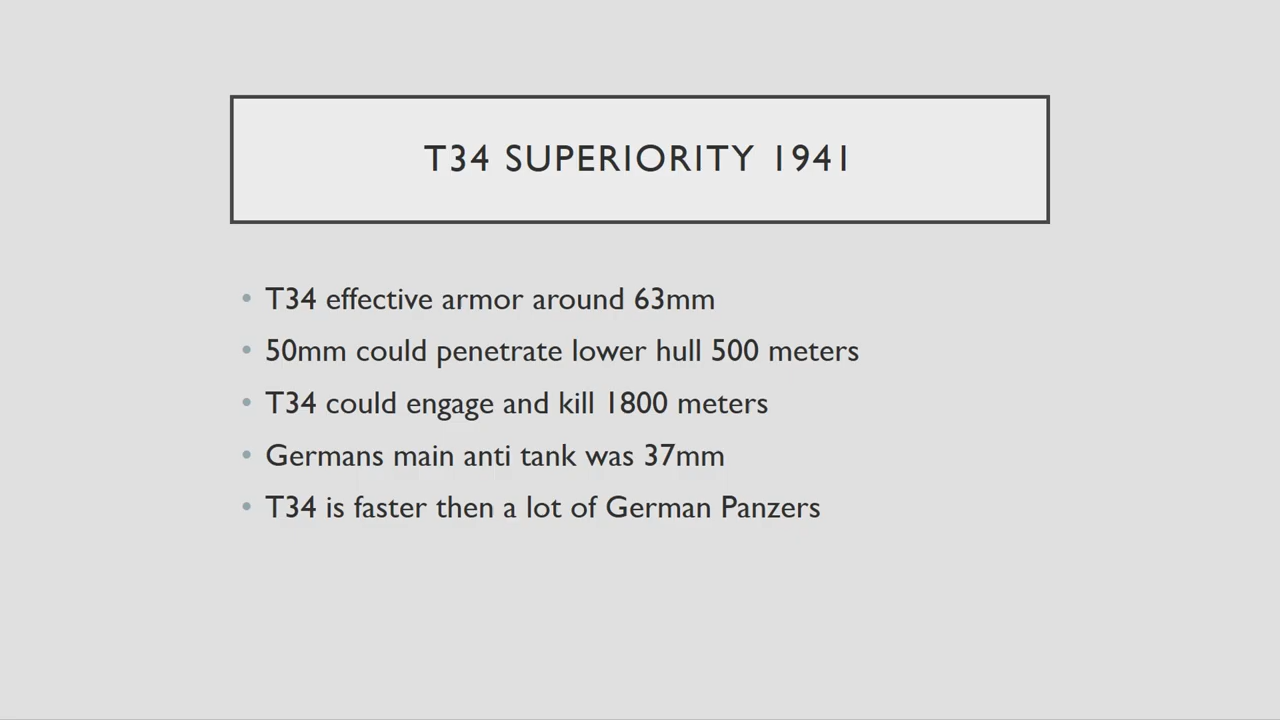 T34 SUPERIORITY 1941
• T34 effective armor around 63mm
• 50mm could penetrate lower hull 500 meters
• T34 could engage and kill 1800 meters
• Germans main anti tank was 37mm
• T34 is faster then a lot of German Panzers